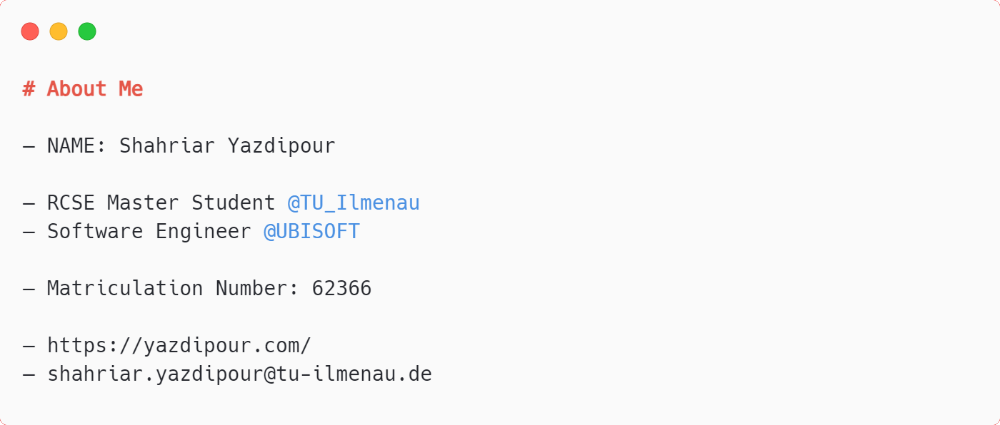 # About Me
– NAME: Shahriar Yazdipour
– RCSE Master Student @TU_Ilmenau
– Software Engineer @UBISOFT
– Matriculation Number: 62366
– https://yazdipour.com/
– shahriar.yazdipour@tu-ilmenau.de